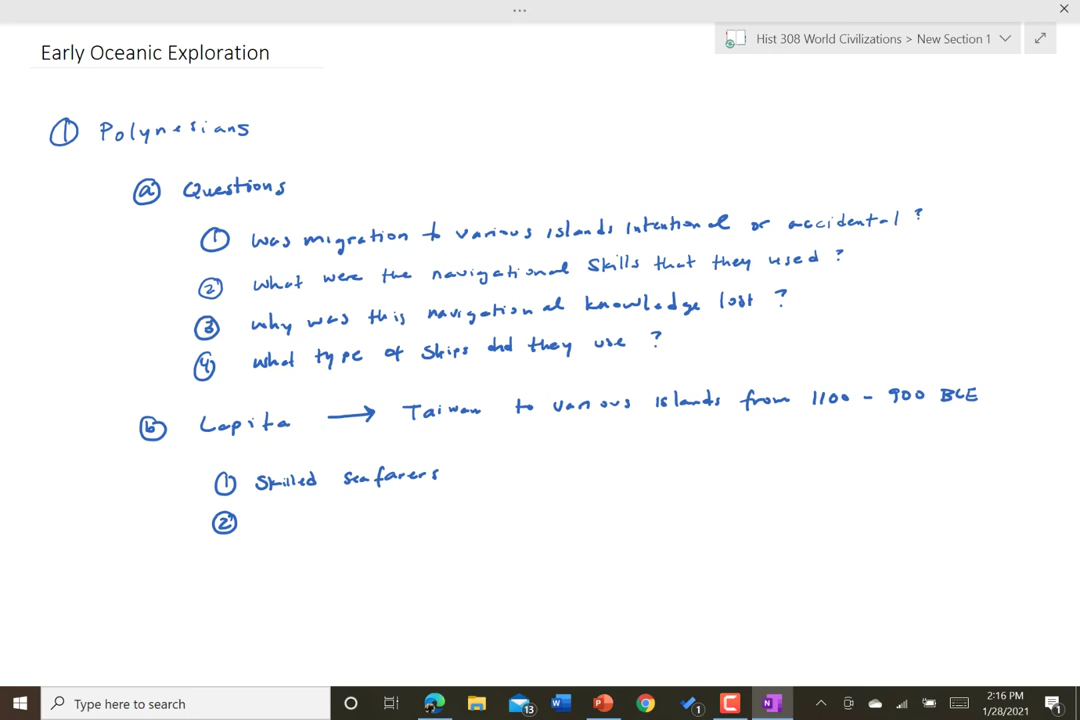 ...
Early Oceanic Exploration
Hist 308 World Civilizations > New Section 1
① Polynesians
ⓐ Questions
① Was migration to various islands intentional or accidental?
② What were the navigational skills that they used?
③ Why was this navigational knowledge lost?
④ What type of ships did they use?
ⓑ Lapita → Taiwan to various islands from 1100 - 900 BCE
① Skilled seafarers
②
Type here to search
13
W
P
1
N
2:16 PM
1/28/2021
1